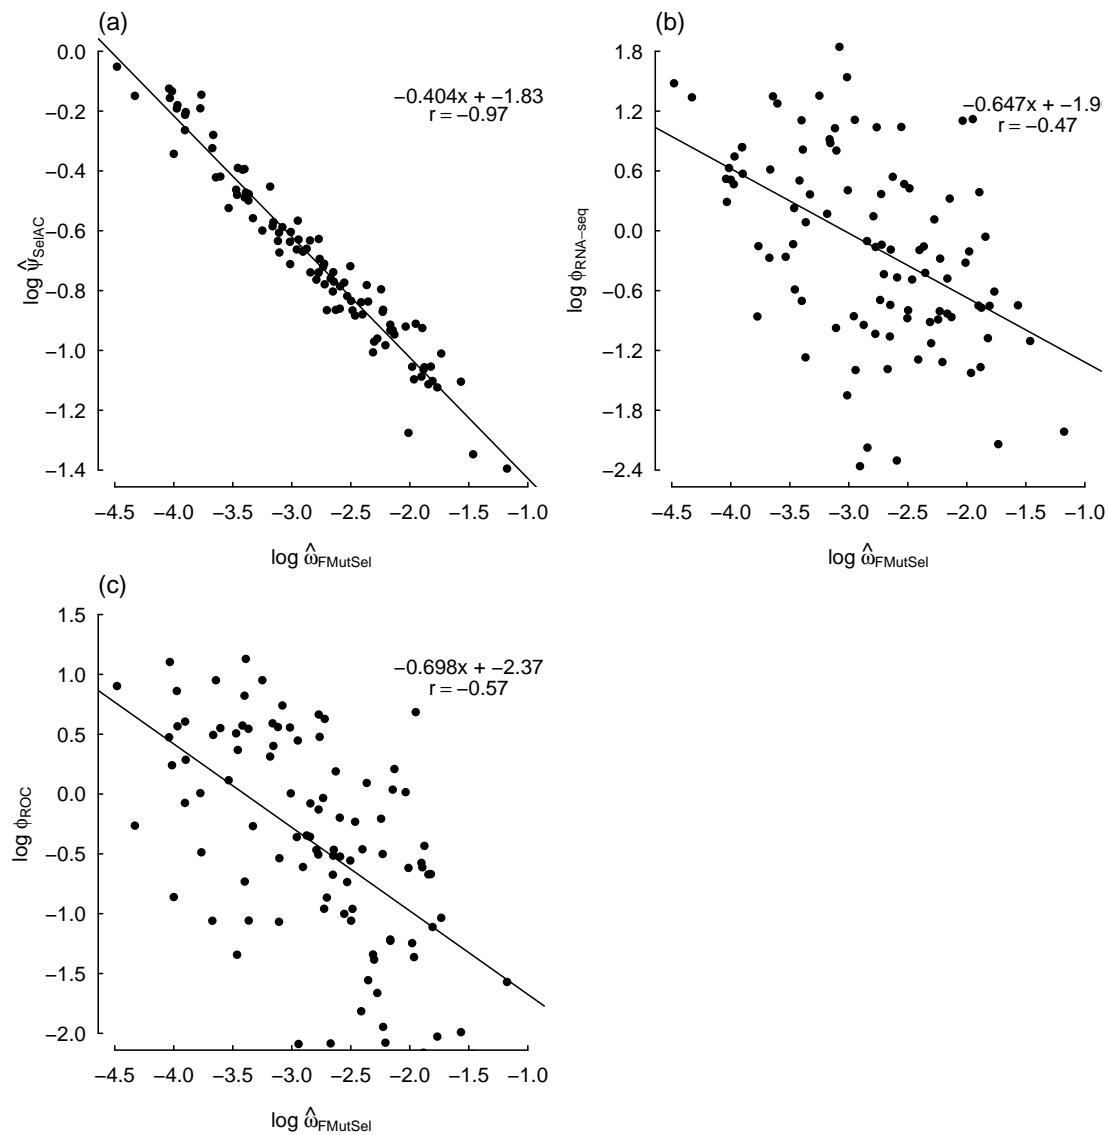 (a)
−0.404x + −1.83
r = −0.97
0.0
−0.2
−0.4
−0.6
−0.8
−1.0
−1.2
−1.4
log ψ̂SelAC
−4.5 −4.0 −3.5 −3.0 −2.5 −2.0 −1.5 −1.0
log ω̂FMutSel
(b)
−0.647x + −1.9
r = −0.47
1.8
1.2
0.6
0.0
−0.6
−1.2
−1.8
−2.4
log ϕRNA−seq
−4.5 −4.0 −3.5 −3.0 −2.5 −2.0 −1.5 −1.0
log ω̂FMutSel
(c)
−0.698x + −2.37
r = −0.57
1.5
1.0
0.5
0.0
−0.5
−1.0
−1.5
−2.0
log ϕROC
−4.5 −4.0 −3.5 −3.0 −2.5 −2.0 −1.5 −1.0
log ω̂FMutSel